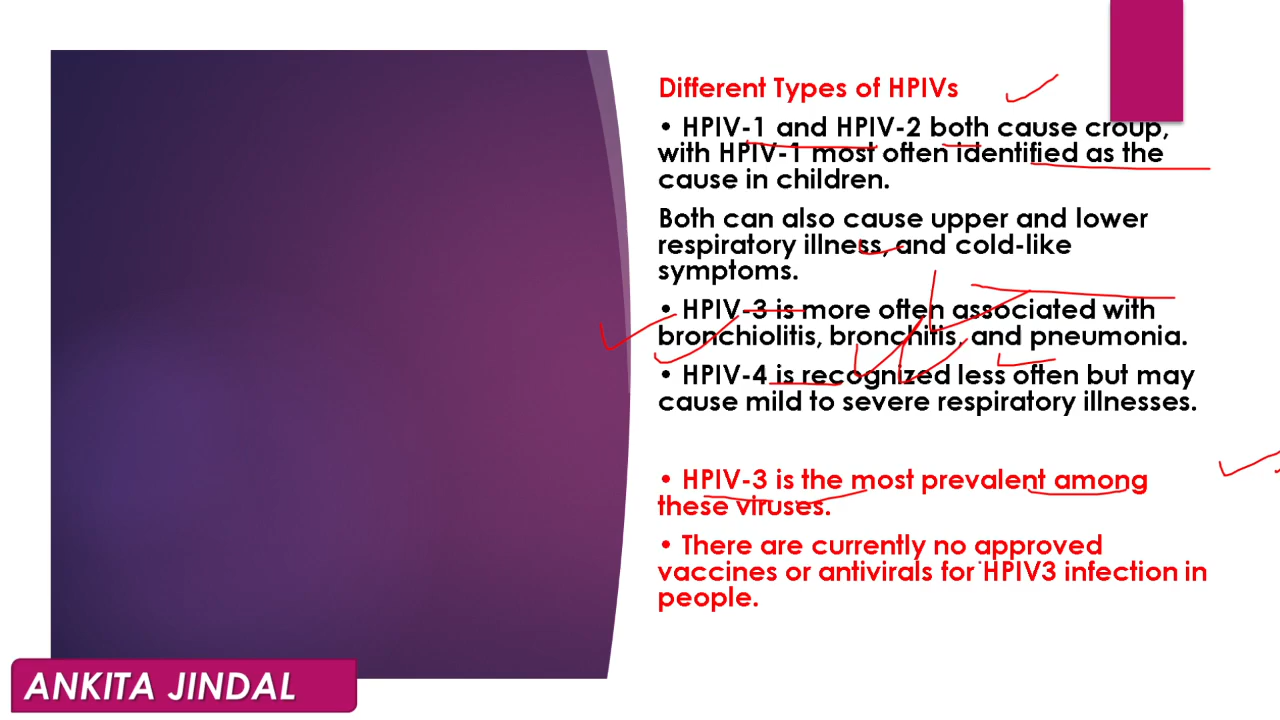 Different Types of HPIVs
• HPIV-1 and HPIV-2 both cause croup,
with HPIV-1 most often identified as the
cause in children.
Both can also cause upper and lower
respiratory illness, and cold-like
symptoms.
• HPIV-3 is more often associated with
bronchiolitis, bronchitis, and pneumonia.
• HPIV-4 is recognized less often but may
cause mild to severe respiratory illnesses.
• HPIV-3 is the most prevalent among
these viruses.
• There are currently no approved
vaccines or antivirals for HPIV3 infection in
people.
ANKITA JINDAL